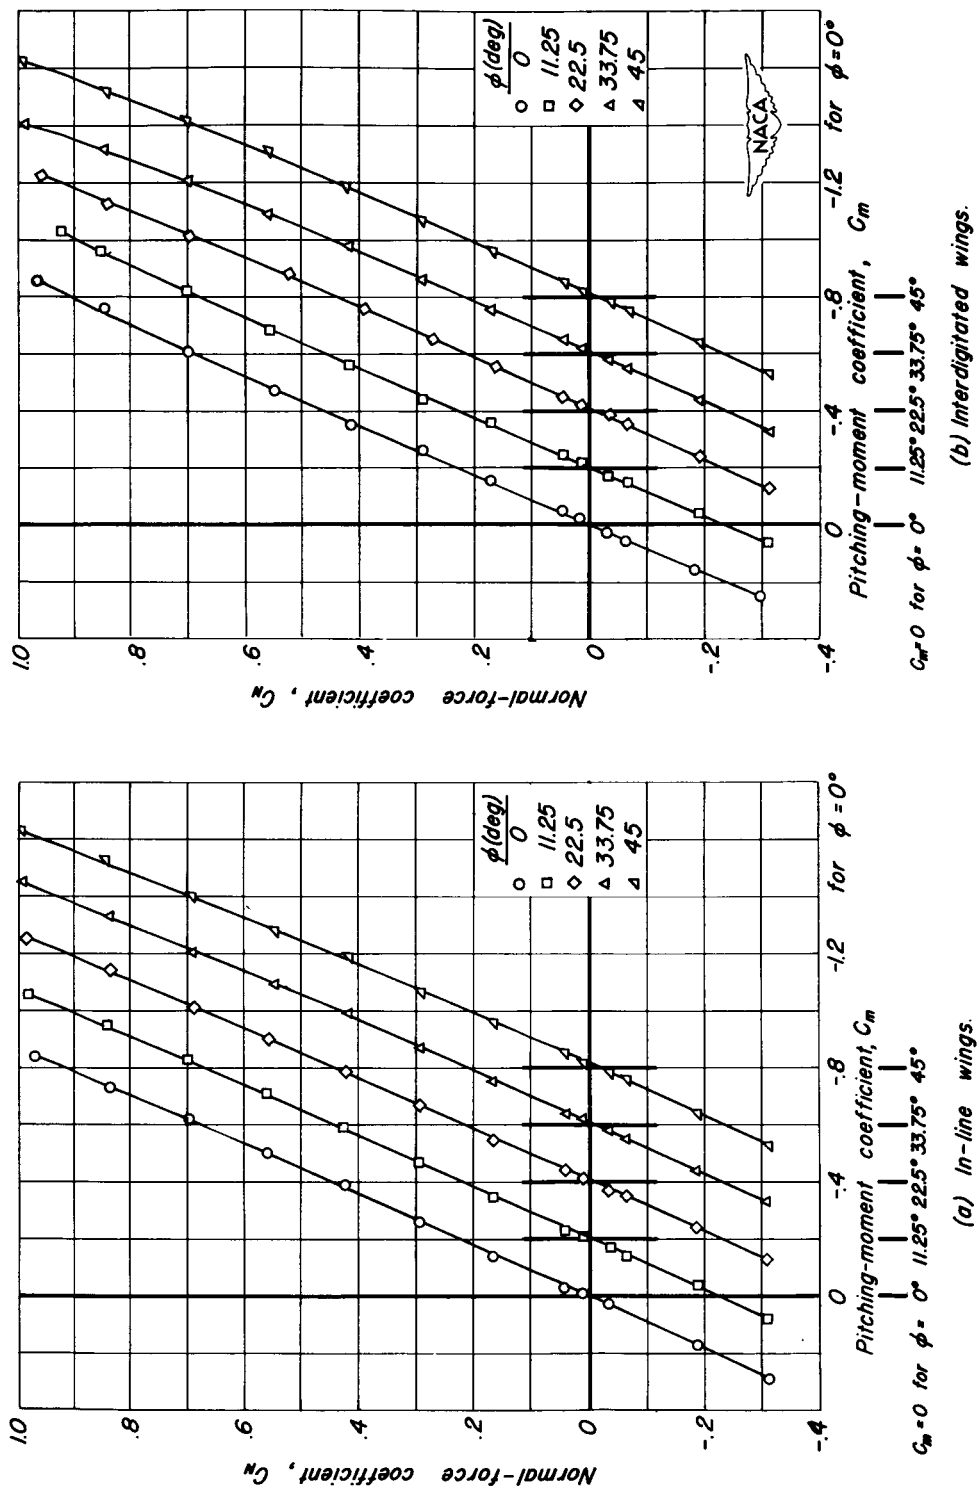 1.0
.8
.6
.4
.2
0
-.2
-.4
Normal-force
coefficient, C_N
φ(deg)
○ 0
□ 11.25
◇ 22.5
△ 33.75
◁ 45
0 -.4 -.8 -1.2 for φ=0°
Pitching-moment coefficient, C_m
C_m=0 for φ= 0° 11.25° 22.5° 33.75° 45°
(a) In-line wings.
1.0
.8
.6
.4
.2
0
-.2
-.4
Normal-force
coefficient, C_N
φ(deg)
○ 0
□ 11.25
◇ 22.5
△ 33.75
◁ 45
NACA
0 -.4 -.8 -1.2 for φ=0°
Pitching-moment coefficient, C_m
C_m=0 for φ= 0° 11.25° 22.5° 33.75° 45°
(b) Interdigitated wings.